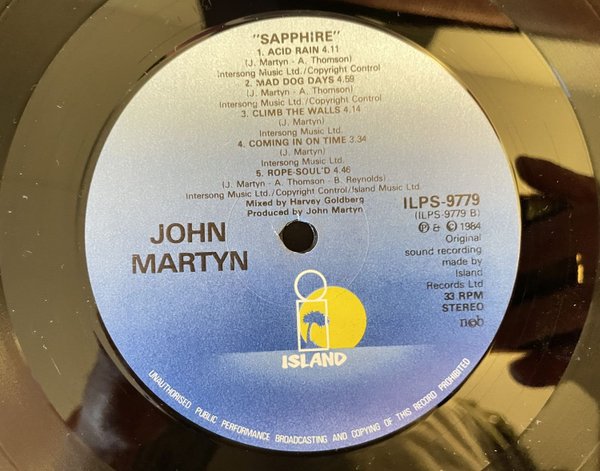 "SAPPHIRE"
1. ACID RAIN 4.11
(J. Martyn - A. Thomson)
Intersong Music Ltd./Copyright Control
2. MAD DOG DAYS 4.59
(J. Martyn - A. Thomson)
Intersong Music Ltd./Copyright Control
3. CLIMB THE WALLS 4.14
(J. Martyn)
Intersong Music Ltd.
4. COMING IN ON TIME 3.34
(J. Martyn)
Intersong Music Ltd.
5. ROPE-SOUL'D 4.46
(J. Martyn - A. Thomson - B. Reynolds)
Intersong Music Ltd./Copyright Control/Island Music Ltd.
Mixed by Harvey Goldberg
Produced by John Martyn
JOHN
MARTYN
ILPS-9779
(ILPS-9779 B)
℗ & © 1984
Original
sound recording
made by
Island
Records Ltd
33 RPM
STEREO
n©b
ISLAND
UNAUTHORISED PUBLIC PERFORMANCE BROADCASTING AND COPYING OF THIS RECORD PROHIBITED